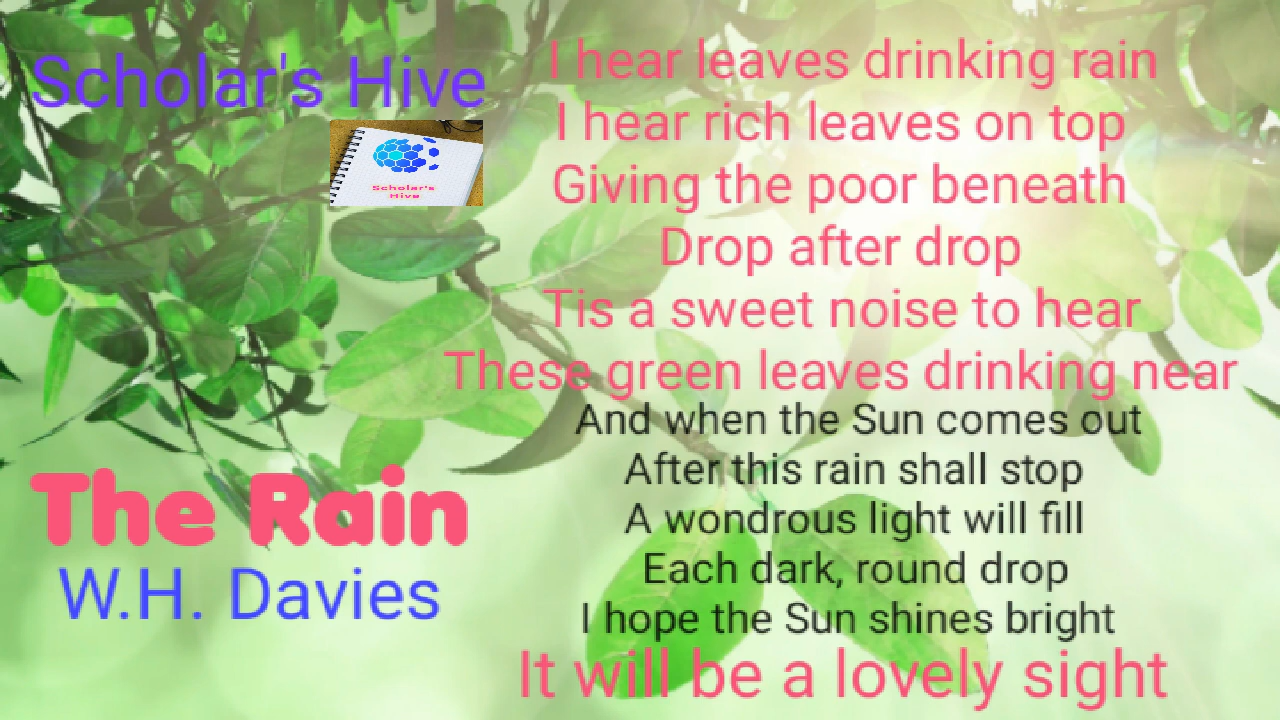 Scholar's Hive
Scholar's
Hive
The Rain
W.H. Davies
I hear leaves drinking rain
I hear rich leaves on top
Giving the poor beneath
Drop after drop
Tis a sweet noise to hear
These green leaves drinking near
And when the Sun comes out
After this rain shall stop
A wondrous light will fill
Each dark, round drop
I hope the Sun shines bright
It will be a lovely sight